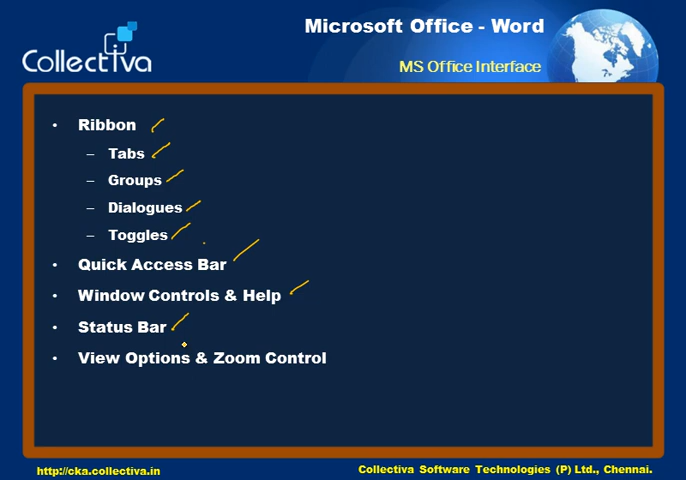 Collectiva
Microsoft Office - Word
MS Office Interface
• Ribbon
– Tabs
– Groups
– Dialogues
– Toggles
• Quick Access Bar
• Window Controls & Help
• Status Bar
• View Options & Zoom Control
http://cka.collectiva.in
Collectiva Software Technologies (P) Ltd., Chennai.